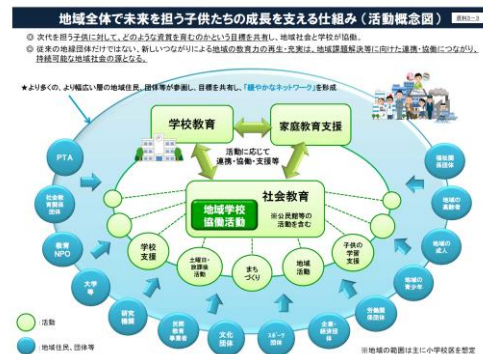 地域全体で未来を担う子供たちの成長を支える仕組み（活動概念図）
◎ 次代を担う子供に対して、どのような資質を育むのかという目標を共有し、地域社会と学校が協働。
◎ 従来の地縁団体だけではない、新しいつながりによる地域の教育力の再生・充実は、地域課題解決等に向けた連携・協働につながり、
持続可能な地域社会の源となる。
★より多くの、より幅広い層の地域住民、団体等が参画し、目標を共有し、「緩やかなネットワーク」を形成
学校教育
家庭教育支援
活動に応じて
連携・協働・支援等
社会教育
地域学校
協働活動
※公民館等の
活動を含む
学校
支援
土曜日・
放課後
活動
まち
づくり
地域
活動
子供の
学習
支援
PTA
社会教
育関係
団体
教育
NPO
大学
等
研究
機関
民間
教育
事業者
文化
団体
スポーツ
団体
企業・
経済団
体
労働関
係団体
地域の
青少年
地域の
成人
地域の
高齢者
福祉関
係団体
:活動
:地域住民、団体等
※地域の範囲は主に小学校区を想定